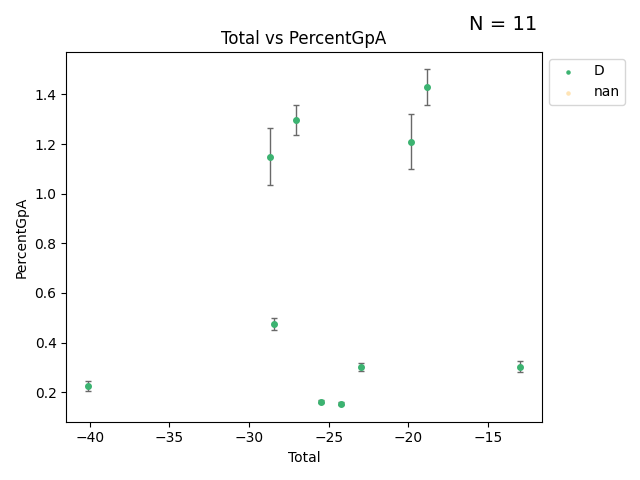 N = 11
Total vs PercentGpA
D
nan
1.4
1.2
1.0
0.8
0.6
0.4
0.2
PercentGpA
−40
−35
−30
−25
−20
−15
Total